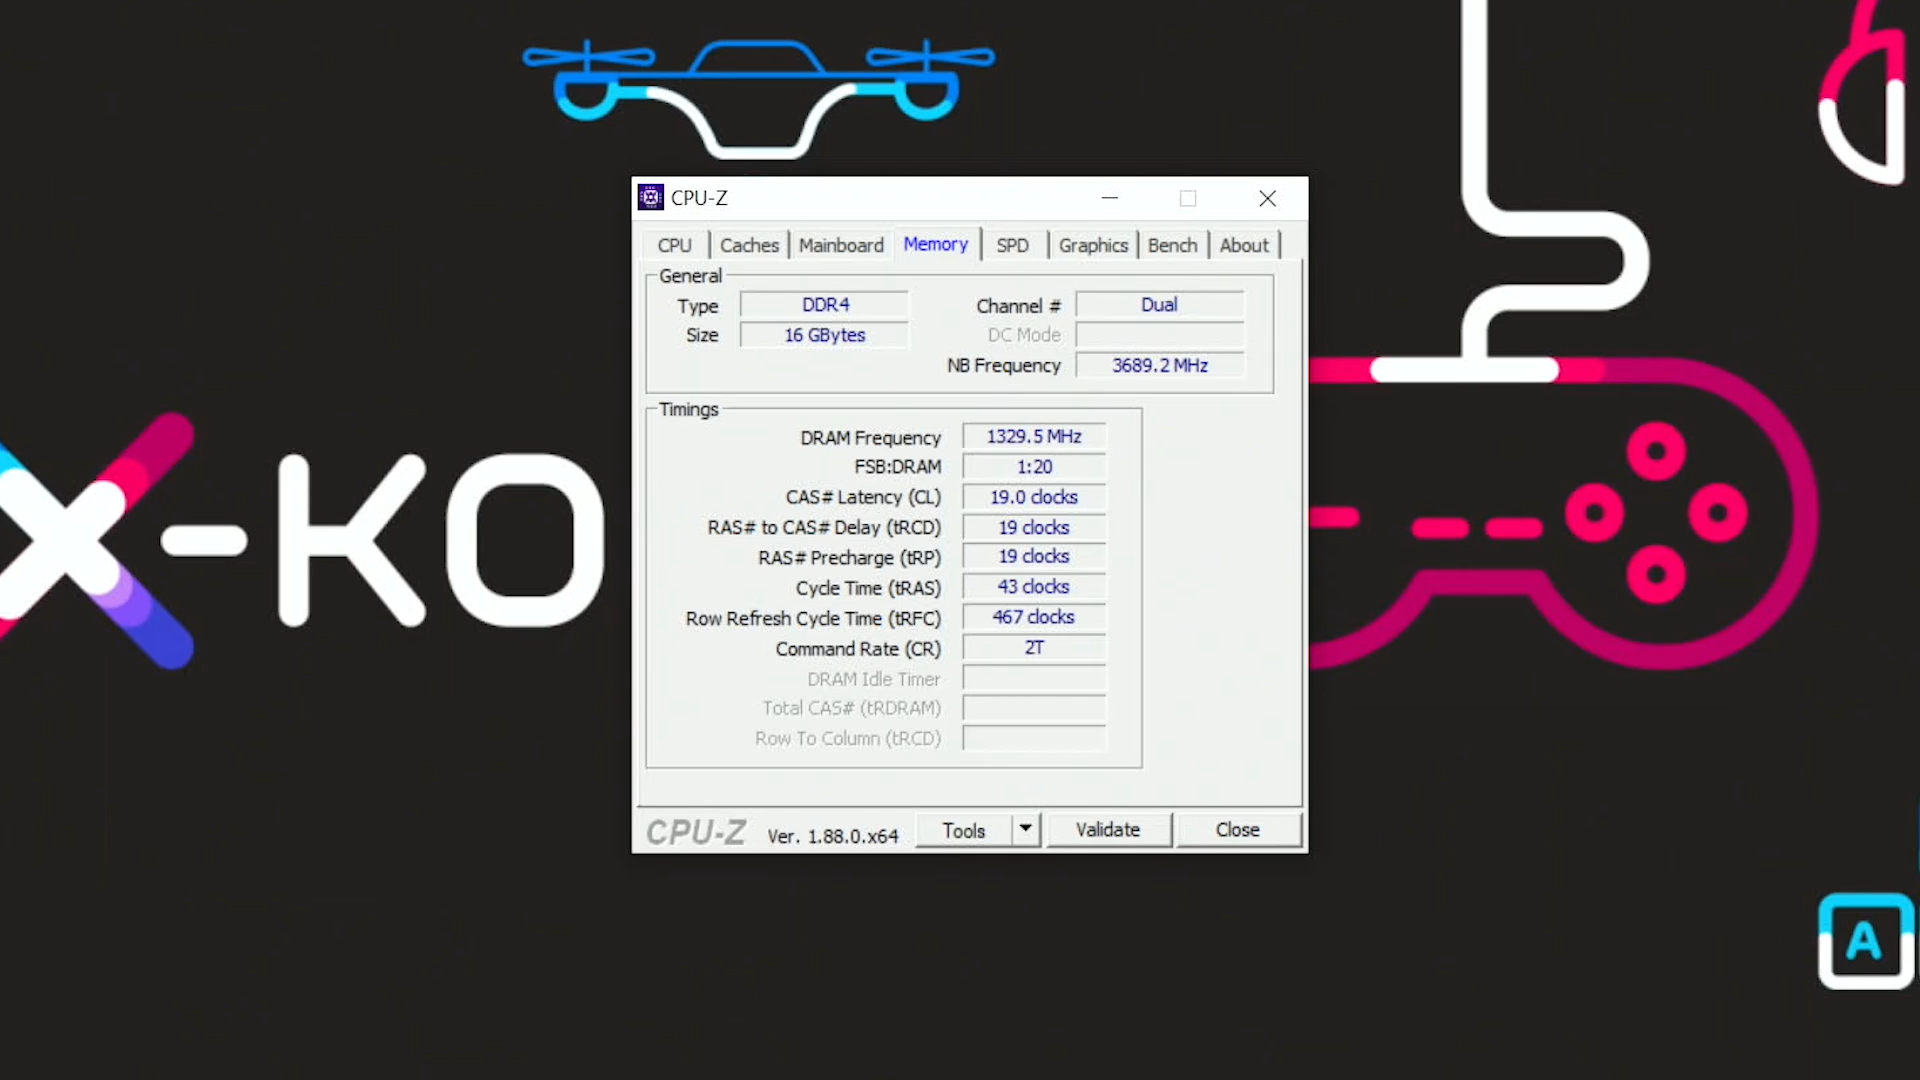 CPU-Z
CPU Caches Mainboard Memory SPD Graphics Bench About
General
Type DDR4 Channel # Dual
Size 16 GBytes DC Mode
NB Frequency 3689.2 MHz
Timings
DRAM Frequency 1329.5 MHz
FSB:DRAM 1:20
CAS# Latency (CL) 19.0 clocks
RAS# to CAS# Delay (tRCD) 19 clocks
RAS# Precharge (tRP) 19 clocks
Cycle Time (tRAS) 43 clocks
Row Refresh Cycle Time (tRFC) 467 clocks
Command Rate (CR) 2T
DRAM Idle Timer
Total CAS# (tRDRAM)
Row To Column (tRCD)
CPU-Z Ver. 1.88.0.x64 Tools Validate Close
X-KO
A